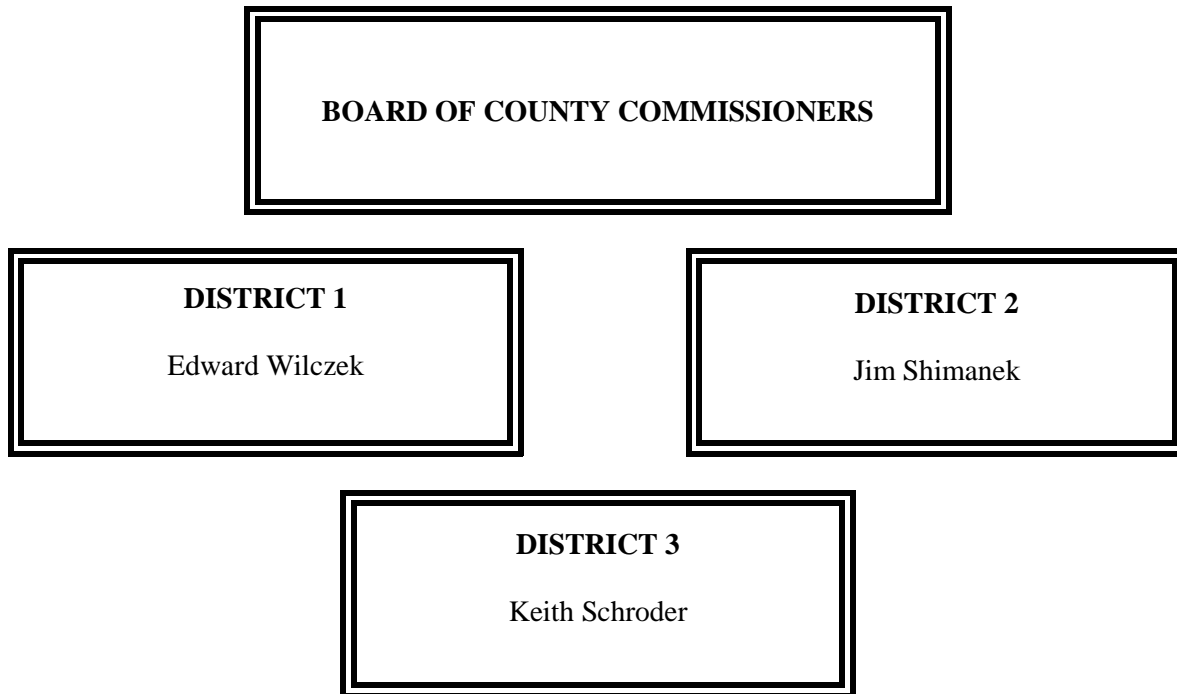 BOARD OF COUNTY COMMISSIONERS
DISTRICT 1
Edward Wilczek
DISTRICT 2
Jim Shimanek
DISTRICT 3
Keith Schroder